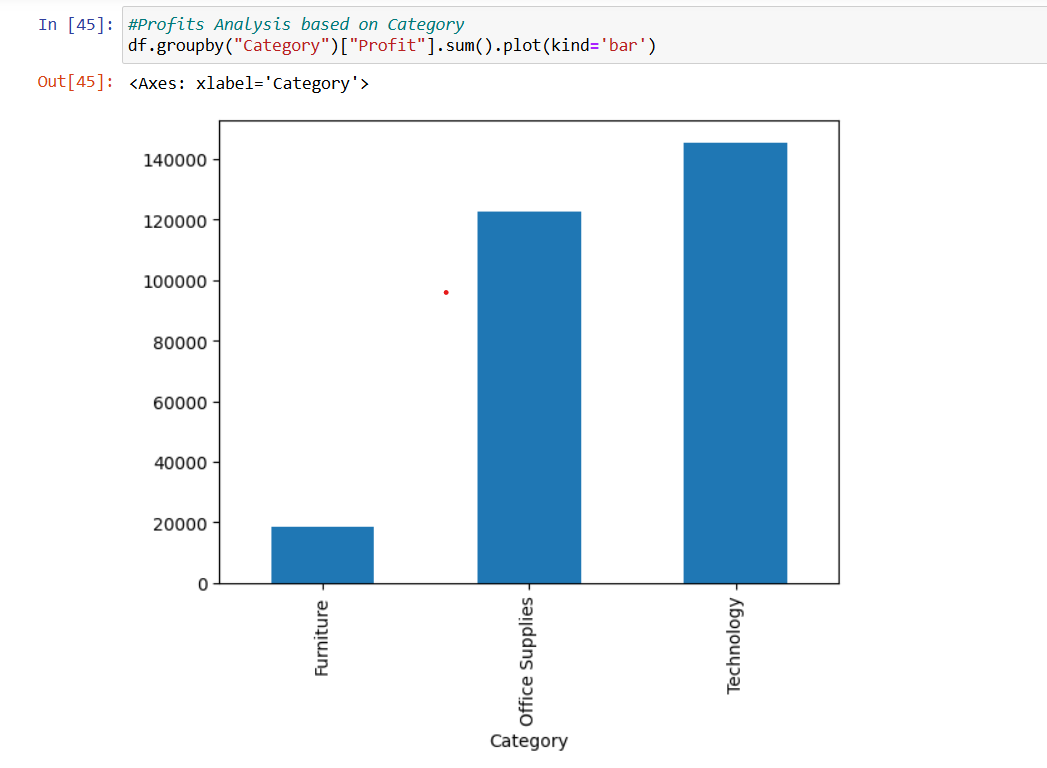 In [45]: #Profits Analysis based on Category
df.groupby("Category")["Profit"].sum().plot(kind='bar')
Out[45]: <Axes: xlabel='Category'>
140000
120000
100000
80000
60000
40000
20000
0
Furniture
Office Supplies
Technology
Category